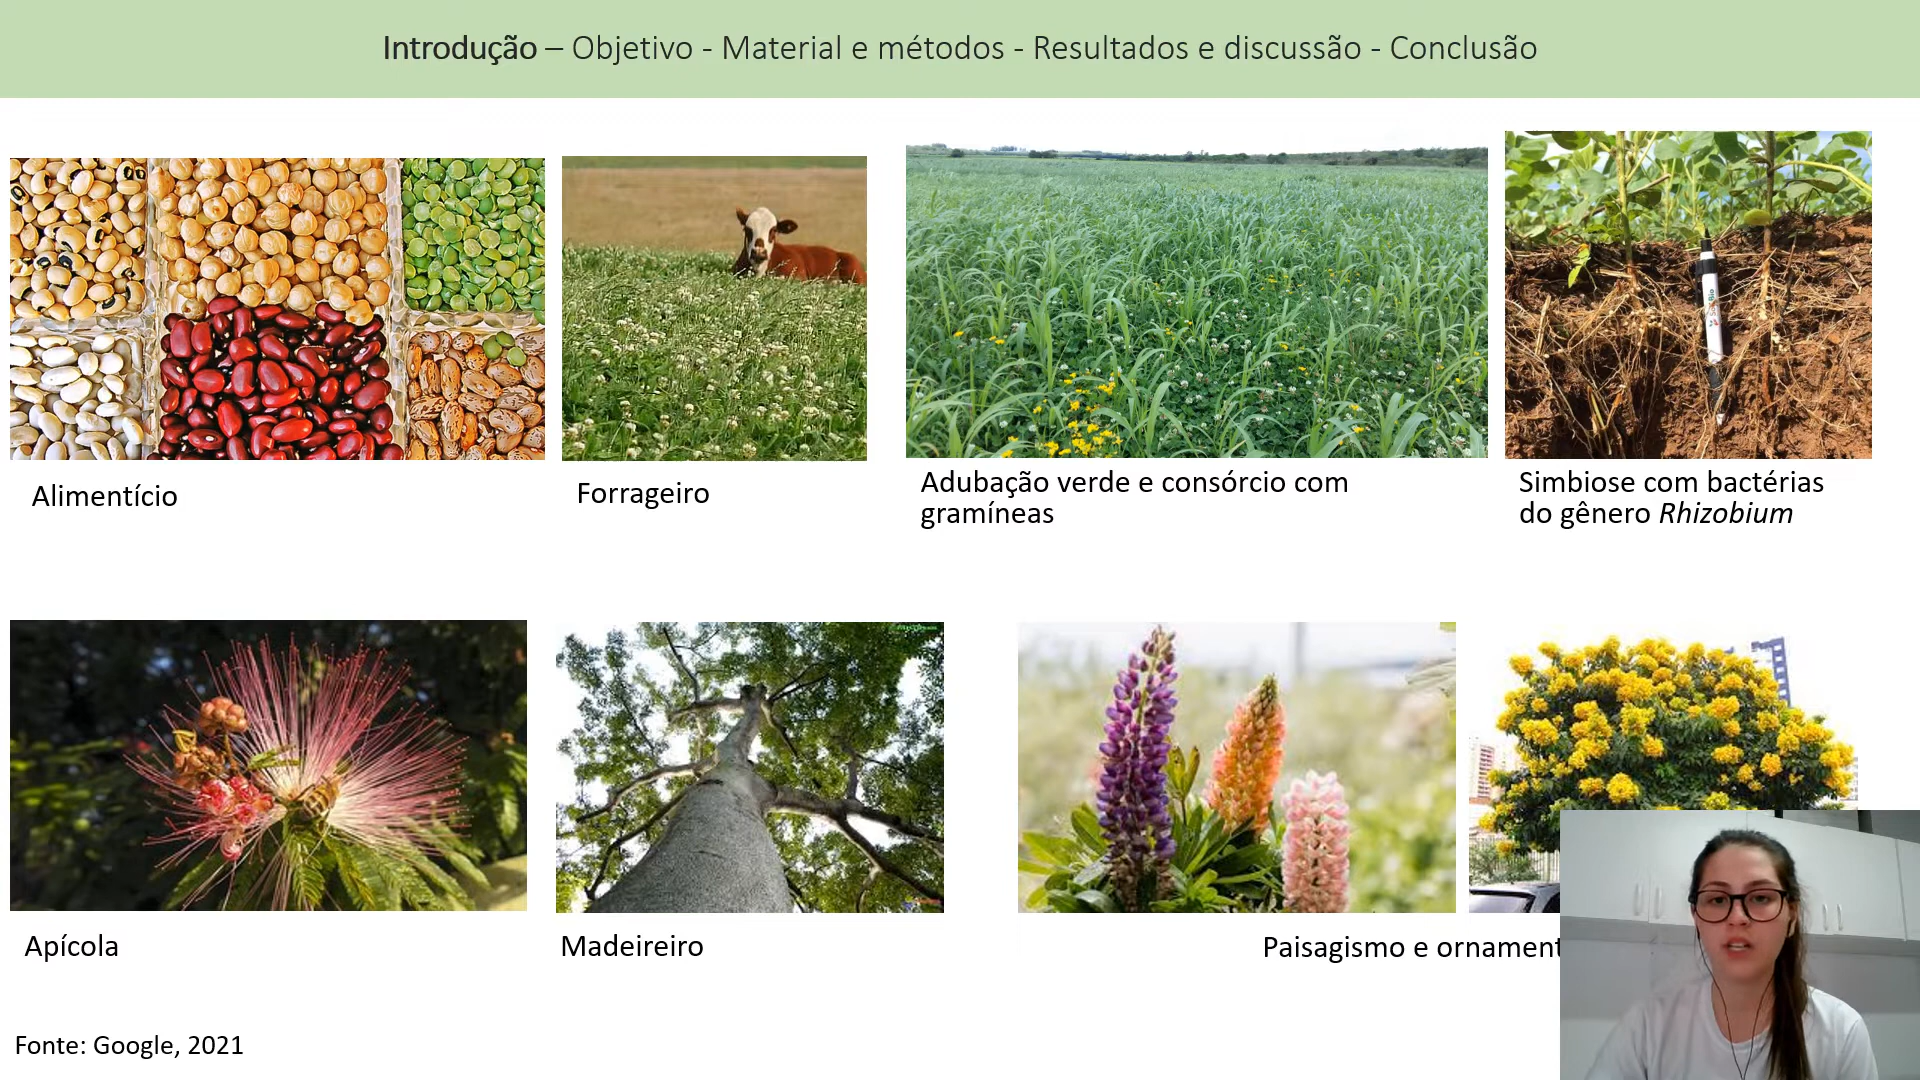 Introdução – Objetivo - Material e métodos - Resultados e discussão - Conclusão
Alimentício
Forrageiro
Adubação verde e consórcio com
gramíneas
Simbiose com bactérias
do gênero Rhizobium
Apícola
Madeireiro
Paisagismo e ornament
Fonte: Google, 2021